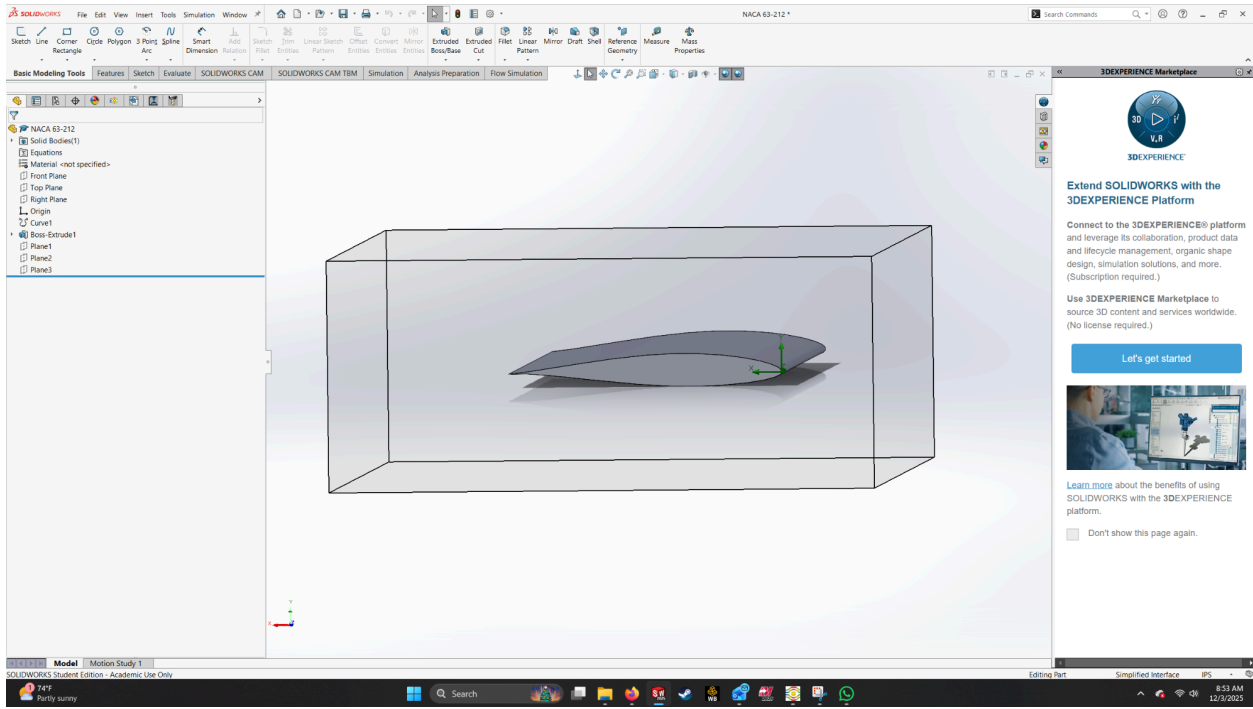 SOLIDWORKS File Edit View Insert Tools Simulation Window
NACA 63-212 *
Search Commands
Sketch Line Corner Rectangle Circle Polygon 3 Point Arc Spline Smart Dimension Add Relation Sketch Fillet Trim Entities Linear Sketch Pattern Offset Entities Convert Entities Mirror Entities Extruded Boss/Base Extruded Cut Fillet Linear Pattern Mirror Draft Shell Reference Geometry Measure Mass Properties
Basic Modeling Tools Features Sketch Evaluate SOLIDWORKS CAM SOLIDWORKS CAM TBM Simulation Analysis Preparation Flow Simulation
NACA 63-212
Solid Bodies(1)
Equations
Material <not specified>
Front Plane
Top Plane
Right Plane
Origin
Curve1
Boss-Extrude1
Plane1
Plane2
Plane3
Y
X
Y
X
3DEXPERIENCE Marketplace
3D
V.R
3DEXPERIENCE
Extend SOLIDWORKS with the
3DEXPERIENCE Platform
Connect to the 3DEXPERIENCE® platform
and leverage its collaboration, product data
and lifecycle management, organic shape
design, simulation solutions, and more.
(Subscription required.)
Use 3DEXPERIENCE Marketplace to
source 3D content and services worldwide.
(No license required.)
Let's get started
Learn more about the benefits of using
SOLIDWORKS with the 3DEXPERIENCE
platform.
Don't show this page again.
Model Motion Study 1
SOLIDWORKS Student Edition - Academic Use Only
Editing Part Simplified Interface IPS
74°F
Partly sunny
Search
8:53 AM
12/3/2025